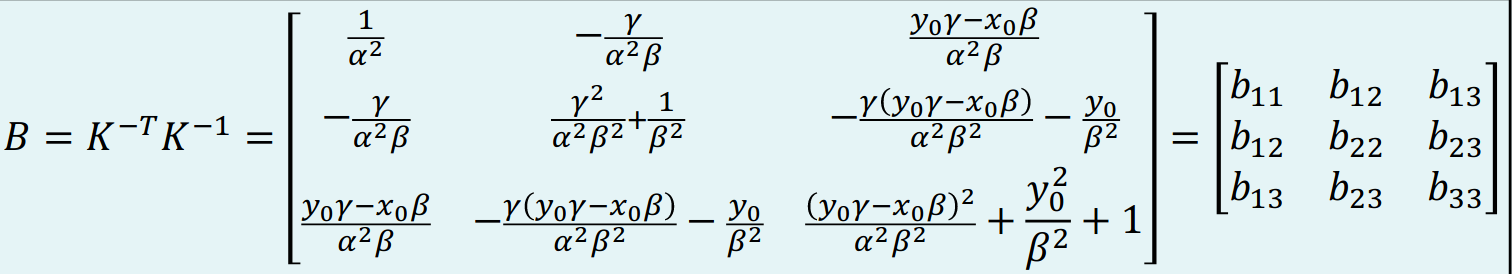 B = K⁻ᵀK⁻¹ = [ 1/α²  −γ/(α²β)  (y₀γ−x₀β)/(α²β) ; −γ/(α²β)  γ²/(α²β²)+1/β²  −γ(y₀γ−x₀β)/(α²β²) − y₀/β² ; (y₀γ−x₀β)/(α²β)  −γ(y₀γ−x₀β)/(α²β²) − y₀/β²  (y₀γ−x₀β)²/(α²β²) + y₀²/β² + 1 ] = [ b₁₁  b₁₂  b₁₃ ; b₁₂  b₂₂  b₂₃ ; b₁₃  b₂₃  b₃₃ ]